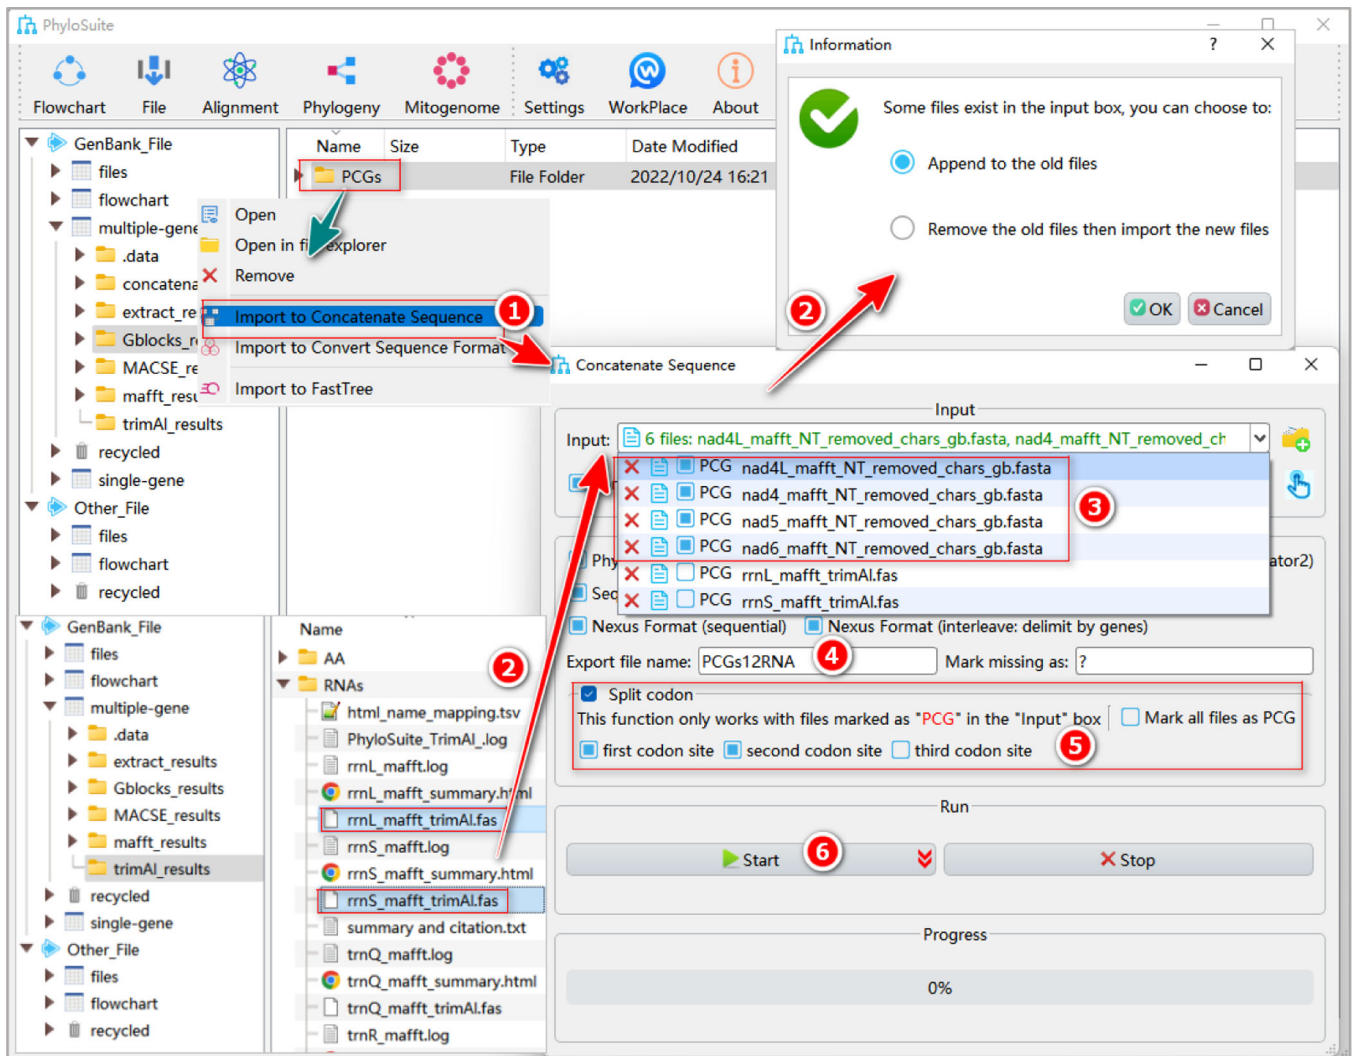 PhyloSuite
Flowchart File Alignment Phylogeny Mitogenome Settings WorkPlace About
GenBank_File
files
flowchart
multiple-gene
.data
concatena
extract_re
Gblocks_r
MACSE_re
mafft_resu
trimAl_results
recycled
single-gene
Other_File
files
flowchart
recycled
Name Size Type Date Modified
PCGs File Folder 2022/10/24 16:21
Open
Open in file explorer
Remove
Import to Concatenate Sequence 1
Import to Convert Sequence Format
Import to FastTree
Information ?
Some files exist in the input box, you can choose to:
Append to the old files
Remove the old files then import the new files
2
OK Cancel
Concatenate Sequence
Input
Input: 6 files: nad4L_mafft_NT_removed_chars_gb.fasta, nad4_mafft_NT_removed_ch
PCG nad4L_mafft_NT_removed_chars_gb.fasta
PCG nad4_mafft_NT_removed_chars_gb.fasta
PCG nad5_mafft_NT_removed_chars_gb.fasta
PCG nad6_mafft_NT_removed_chars_gb.fasta
PCG rrnL_mafft_trimAl.fas
PCG rrnS_mafft_trimAl.fas
3
Phy
ator2)
Seq
Nexus Format (sequential) Nexus Format (interleave: delimit by genes)
Export file name: PCGs12RNA 4 Mark missing as: ?
Split codon
This function only works with files marked as "PCG" in the "Input" box Mark all files as PCG
first codon site second codon site third codon site 5
Run
Start 6 Stop
Progress
0%
GenBank_File
files
flowchart
multiple-gene
.data
extract_results
Gblocks_results
MACSE_results
mafft_results
trimAl_results
recycled
single-gene
Other_File
files
flowchart
recycled
Name
AA
RNAs
html_name_mapping.tsv
PhyloSuite_TrimAl_.log
rrnL_mafft.log
rrnL_mafft_summary.html
rrnL_mafft_trimAl.fas
rrnS_mafft.log
rrnS_mafft_summary.html
rrnS_mafft_trimAl.fas
summary and citation.txt
trnQ_mafft.log
trnQ_mafft_summary.html
trnQ_mafft_trimAl.fas
trnR_mafft.log
2